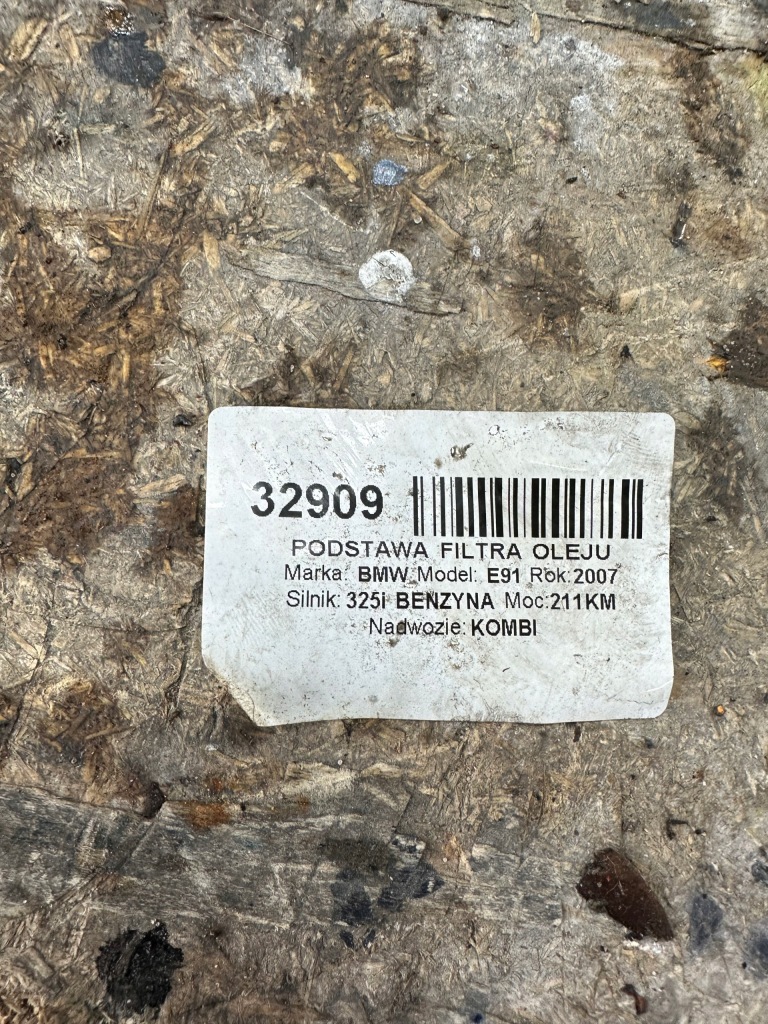 32909
PODSTAWA FILTRA OLEJU
Marka: BMW Model: E91 Rok:2007
Silnik: 325i BENZYNA Moc:211KM
Nadwozie: KOMBI